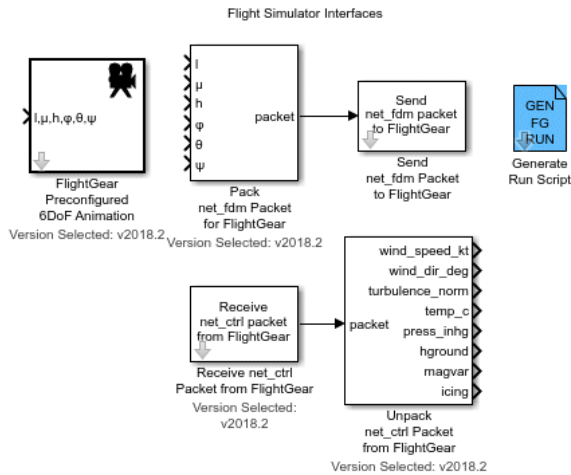 Flight Simulator Interfaces
l,μ,h,φ,θ,ψ
FlightGear
Preconfigured
6DoF Animation
Version Selected: v2018.2
l
μ
h
φ
θ
ψ
packet
Pack
net_fdm Packet
for FlightGear
Version Selected: v2018.2
Send
net_fdm packet
to FlightGear
Send
net_fdm Packet
to FlightGear
GEN
FG
RUN
Generate
Run Script
Receive
net_ctrl packet
from FlightGear
Receive net_ctrl
Packet from FlightGear
Version Selected:
v2018.2
packet
wind_speed_kt
wind_dir_deg
turbulence_norm
temp_c
press_inhg
hground
magvar
icing
Unpack
net_ctrl Packet
from FlightGear
Version Selected: v2018.2